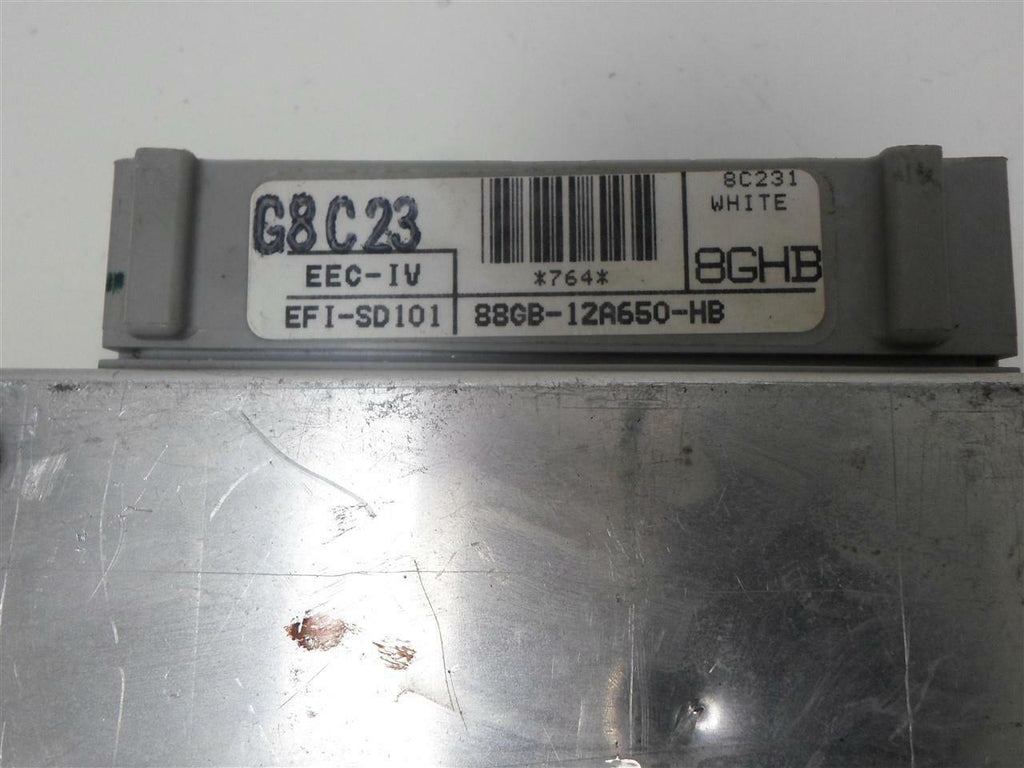 G8C23
8C231
WHITE
EEC-IV
*764*
8GHB
EFI-SD101
88GB-12A650-HB